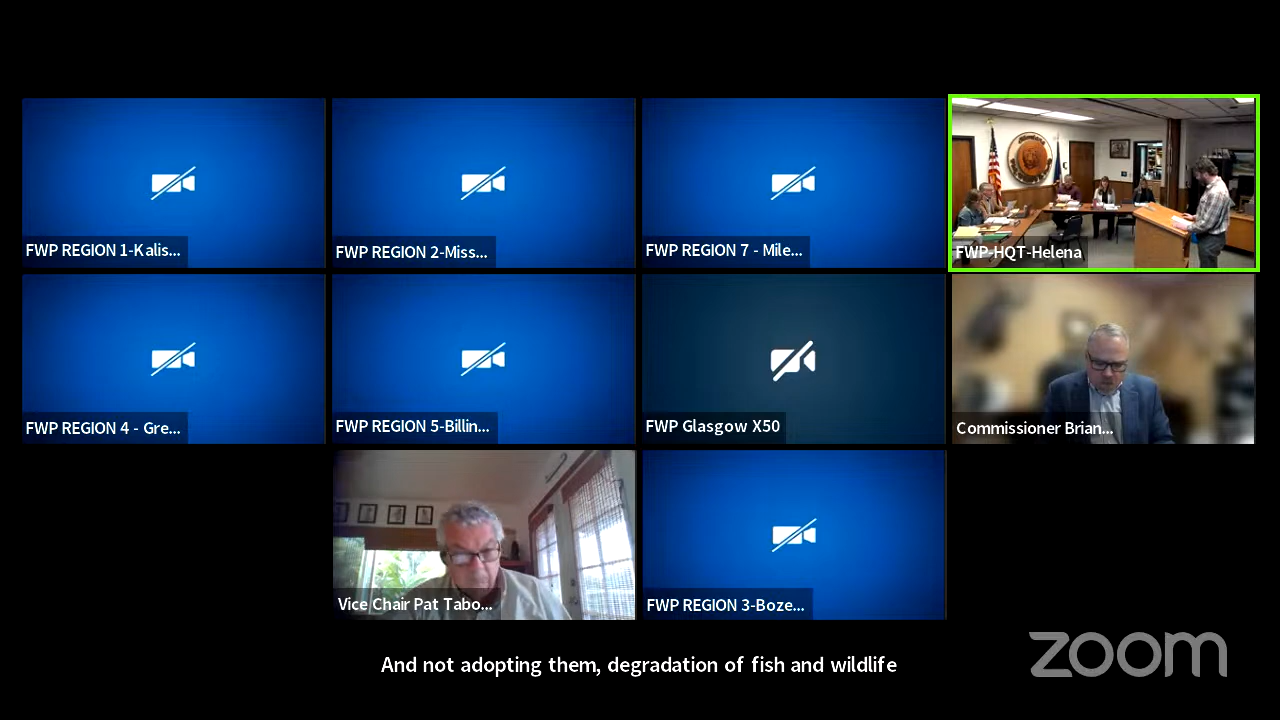 FWP REGION 1-Kalis...
FWP REGION 2-Miss...
FWP REGION 7 - Mile...
FWP-HQT-Helena
FWP REGION 4 - Gre...
FWP REGION 5-Billin...
FWP Glasgow X50
Commissioner Brian...
Vice Chair Pat Tabo...
FWP REGION 3-Boze...
And not adopting them, degradation of fish and wildlife
zoom